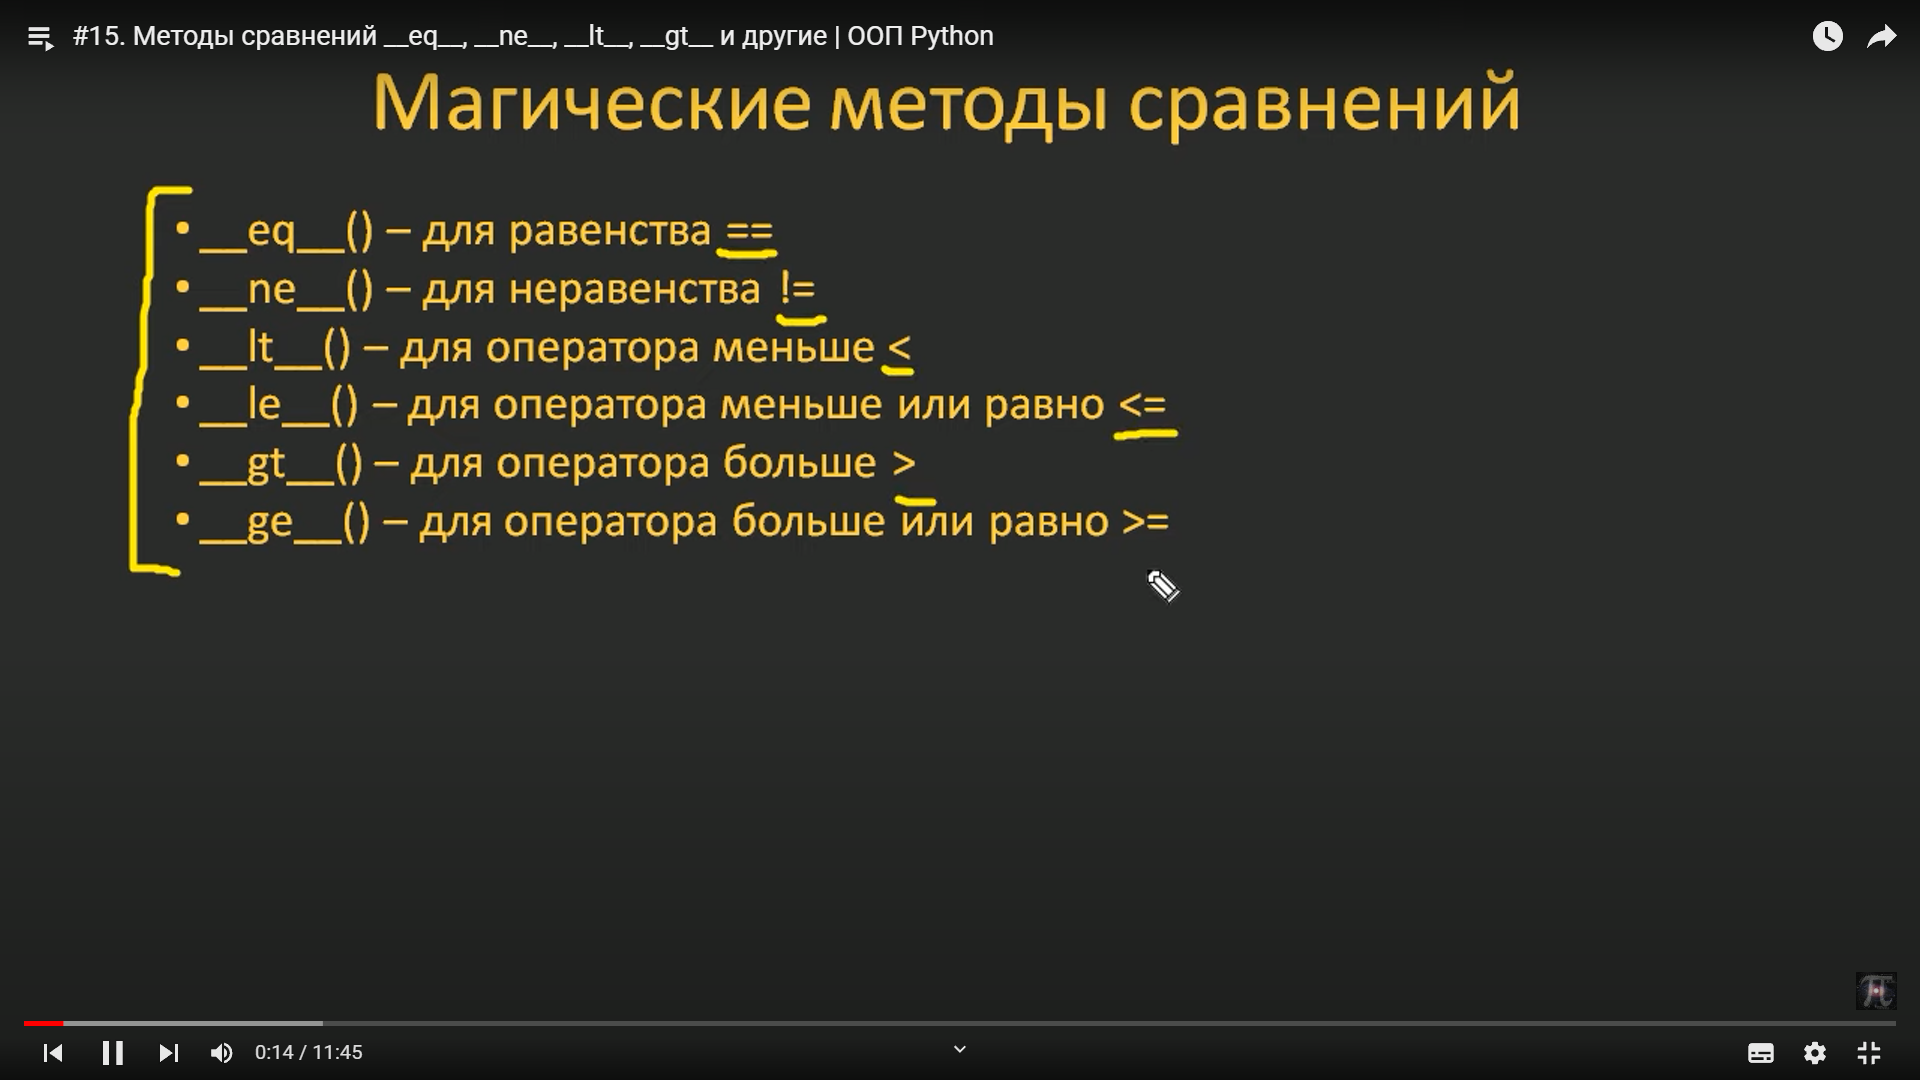 #15. Методы сравнений __eq__, __ne__, __lt__, __gt__ и другие | ООП Python
Магические методы сравнений
• __eq__() – для равенства ==
• __ne__() – для неравенства !=
• __lt__() – для оператора меньше <
• __le__() – для оператора меньше или равно <=
• __gt__() – для оператора больше >
• __ge__() – для оператора больше или равно >=
0:14 / 11:45